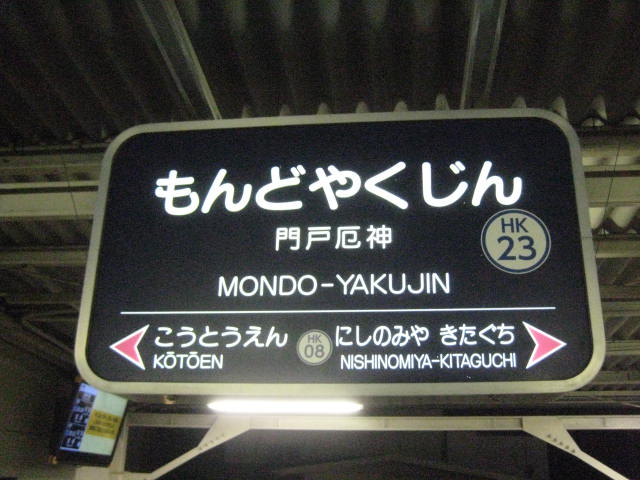 もんどやくじん
門戸厄神
HK
23
MONDO-YAKUJIN
こうとうえん
KŌTŌEN
HK
08
にしのみや きたぐち
NISHINOMIYA-KITAGUCHI